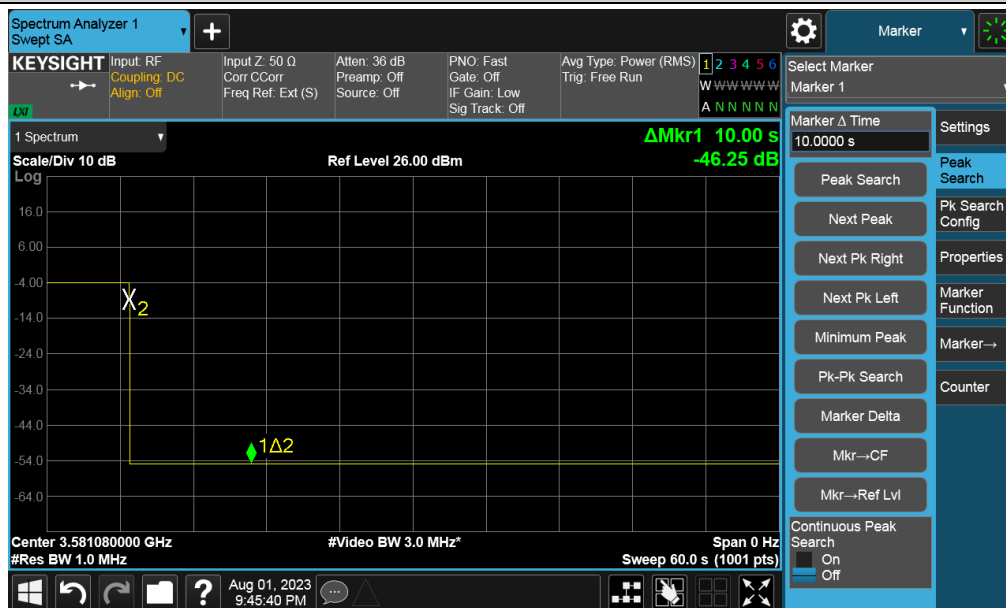 Spectrum Analyzer 1
Swept SA
Marker
KEYSIGHT
Input: RF
Coupling: DC
Align: Off
Input Z: 50 Ω
Corr CCorr
Freq Ref: Ext (S)
Atten: 36 dB
Preamp: Off
Source: Off
PNO: Fast
Gate: Off
IF Gain: Low
Sig Track: Off
Avg Type: Power (RMS)
Trig: Free Run
1 2 3 4 5 6
W W W W W W
A N N N N N
LXI
Select Marker
Marker 1
1 Spectrum
ΔMkr1 10.00 s
-46.25 dB
Scale/Div 10 dB
Ref Level 26.00 dBm
Log
16.0
6.00
-4.00
-14.0
-24.0
-34.0
-44.0
-54.0
-64.0
X2
1Δ2
Center 3.581080000 GHz
#Video BW 3.0 MHz*
Span 0 Hz
#Res BW 1.0 MHz
Sweep 60.0 s (1001 pts)
Marker Δ Time
10.0000 s
Peak Search
Next Peak
Next Pk Right
Next Pk Left
Minimum Peak
Pk-Pk Search
Marker Delta
Mkr→CF
Mkr→Ref Lvl
Continuous Peak
Search
On
Off
Settings
Peak
Search
Pk Search
Config
Properties
Marker
Function
Marker→
Counter
?
Aug 01, 2023
9:45:40 PM